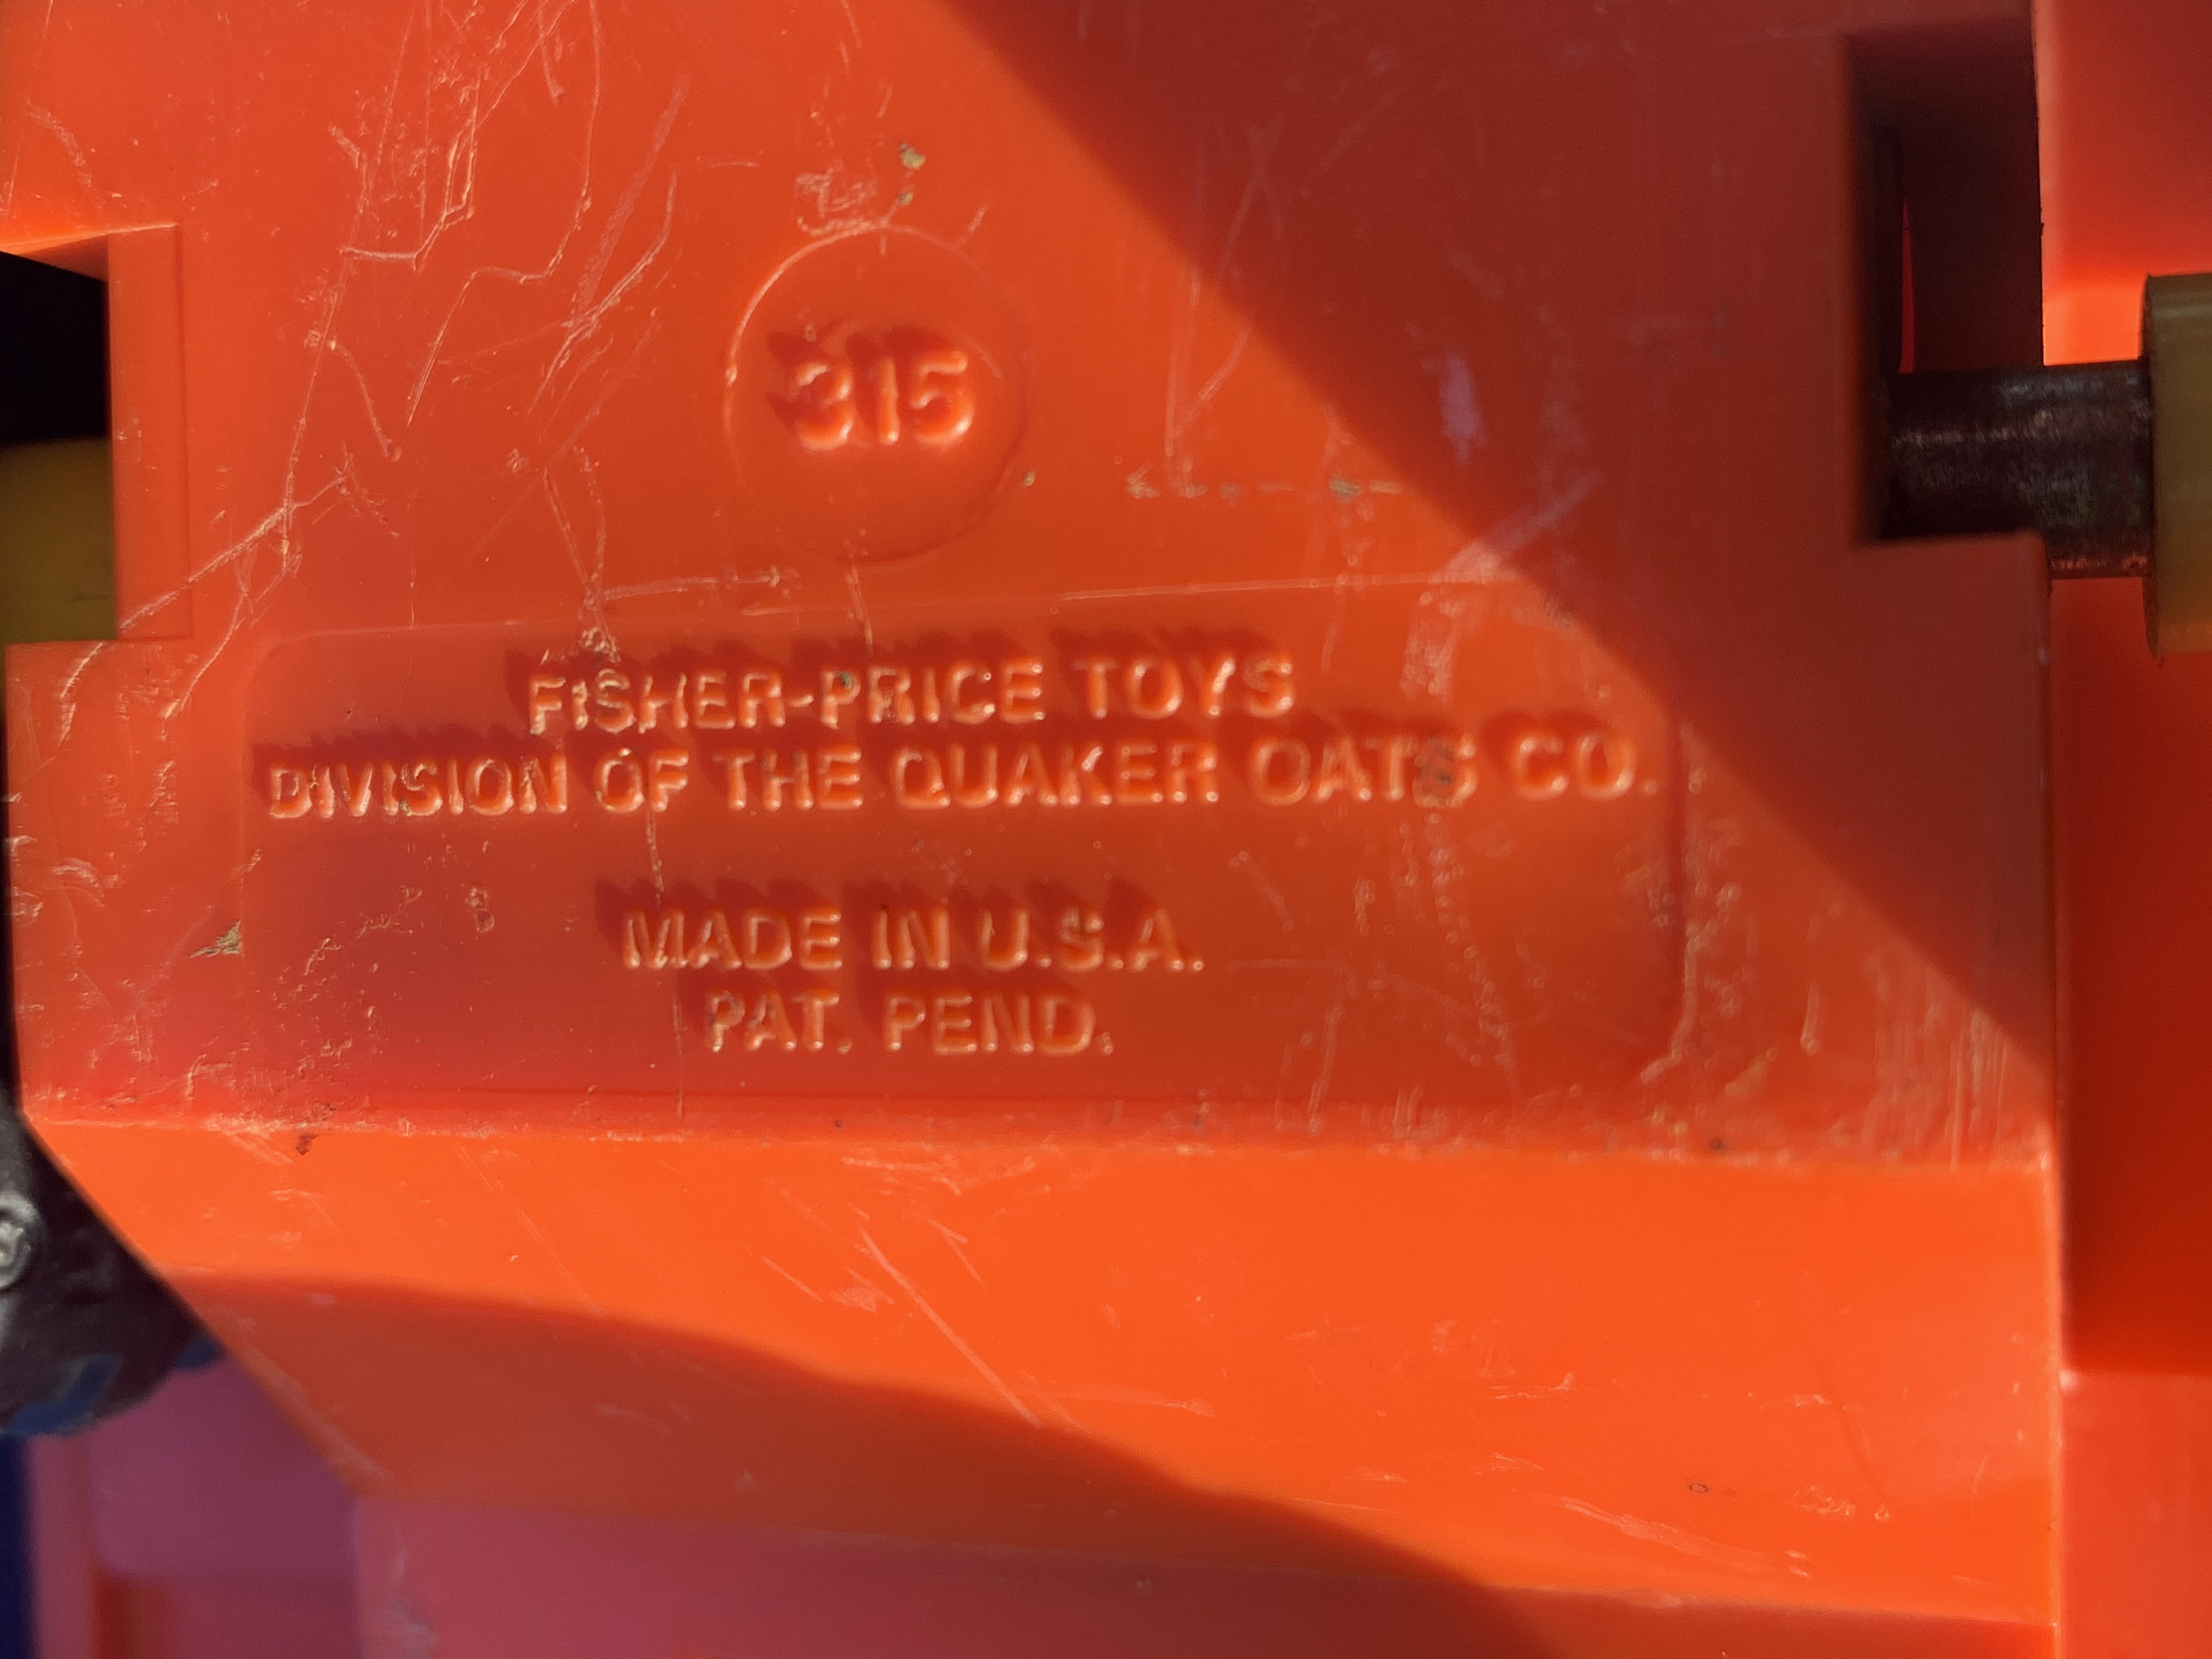 315
FISHER-PRICE TOYS
DIVISION OF THE QUAKER OATS CO.
MADE IN U.S.A.
PAT. PEND.